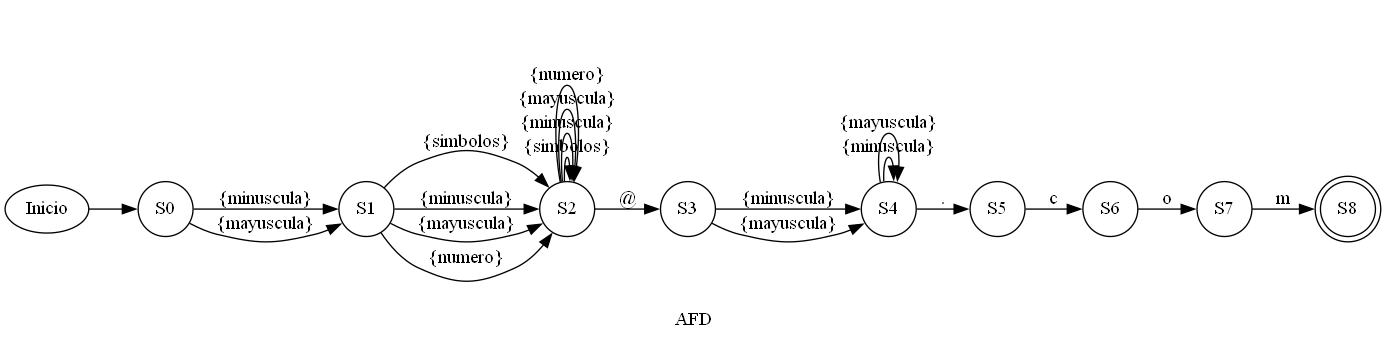 {numero}
{mayuscula}
{minuscula}
{simbolos}
{mayuscula}
{minuscula}
{simbolos}
Inicio S0 {minuscula} S1 {minuscula} S2 @ S3 {minuscula} S4 . S5 c S6 o S7 m S8
{mayuscula} {mayuscula} {mayuscula}
{numero}
AFD